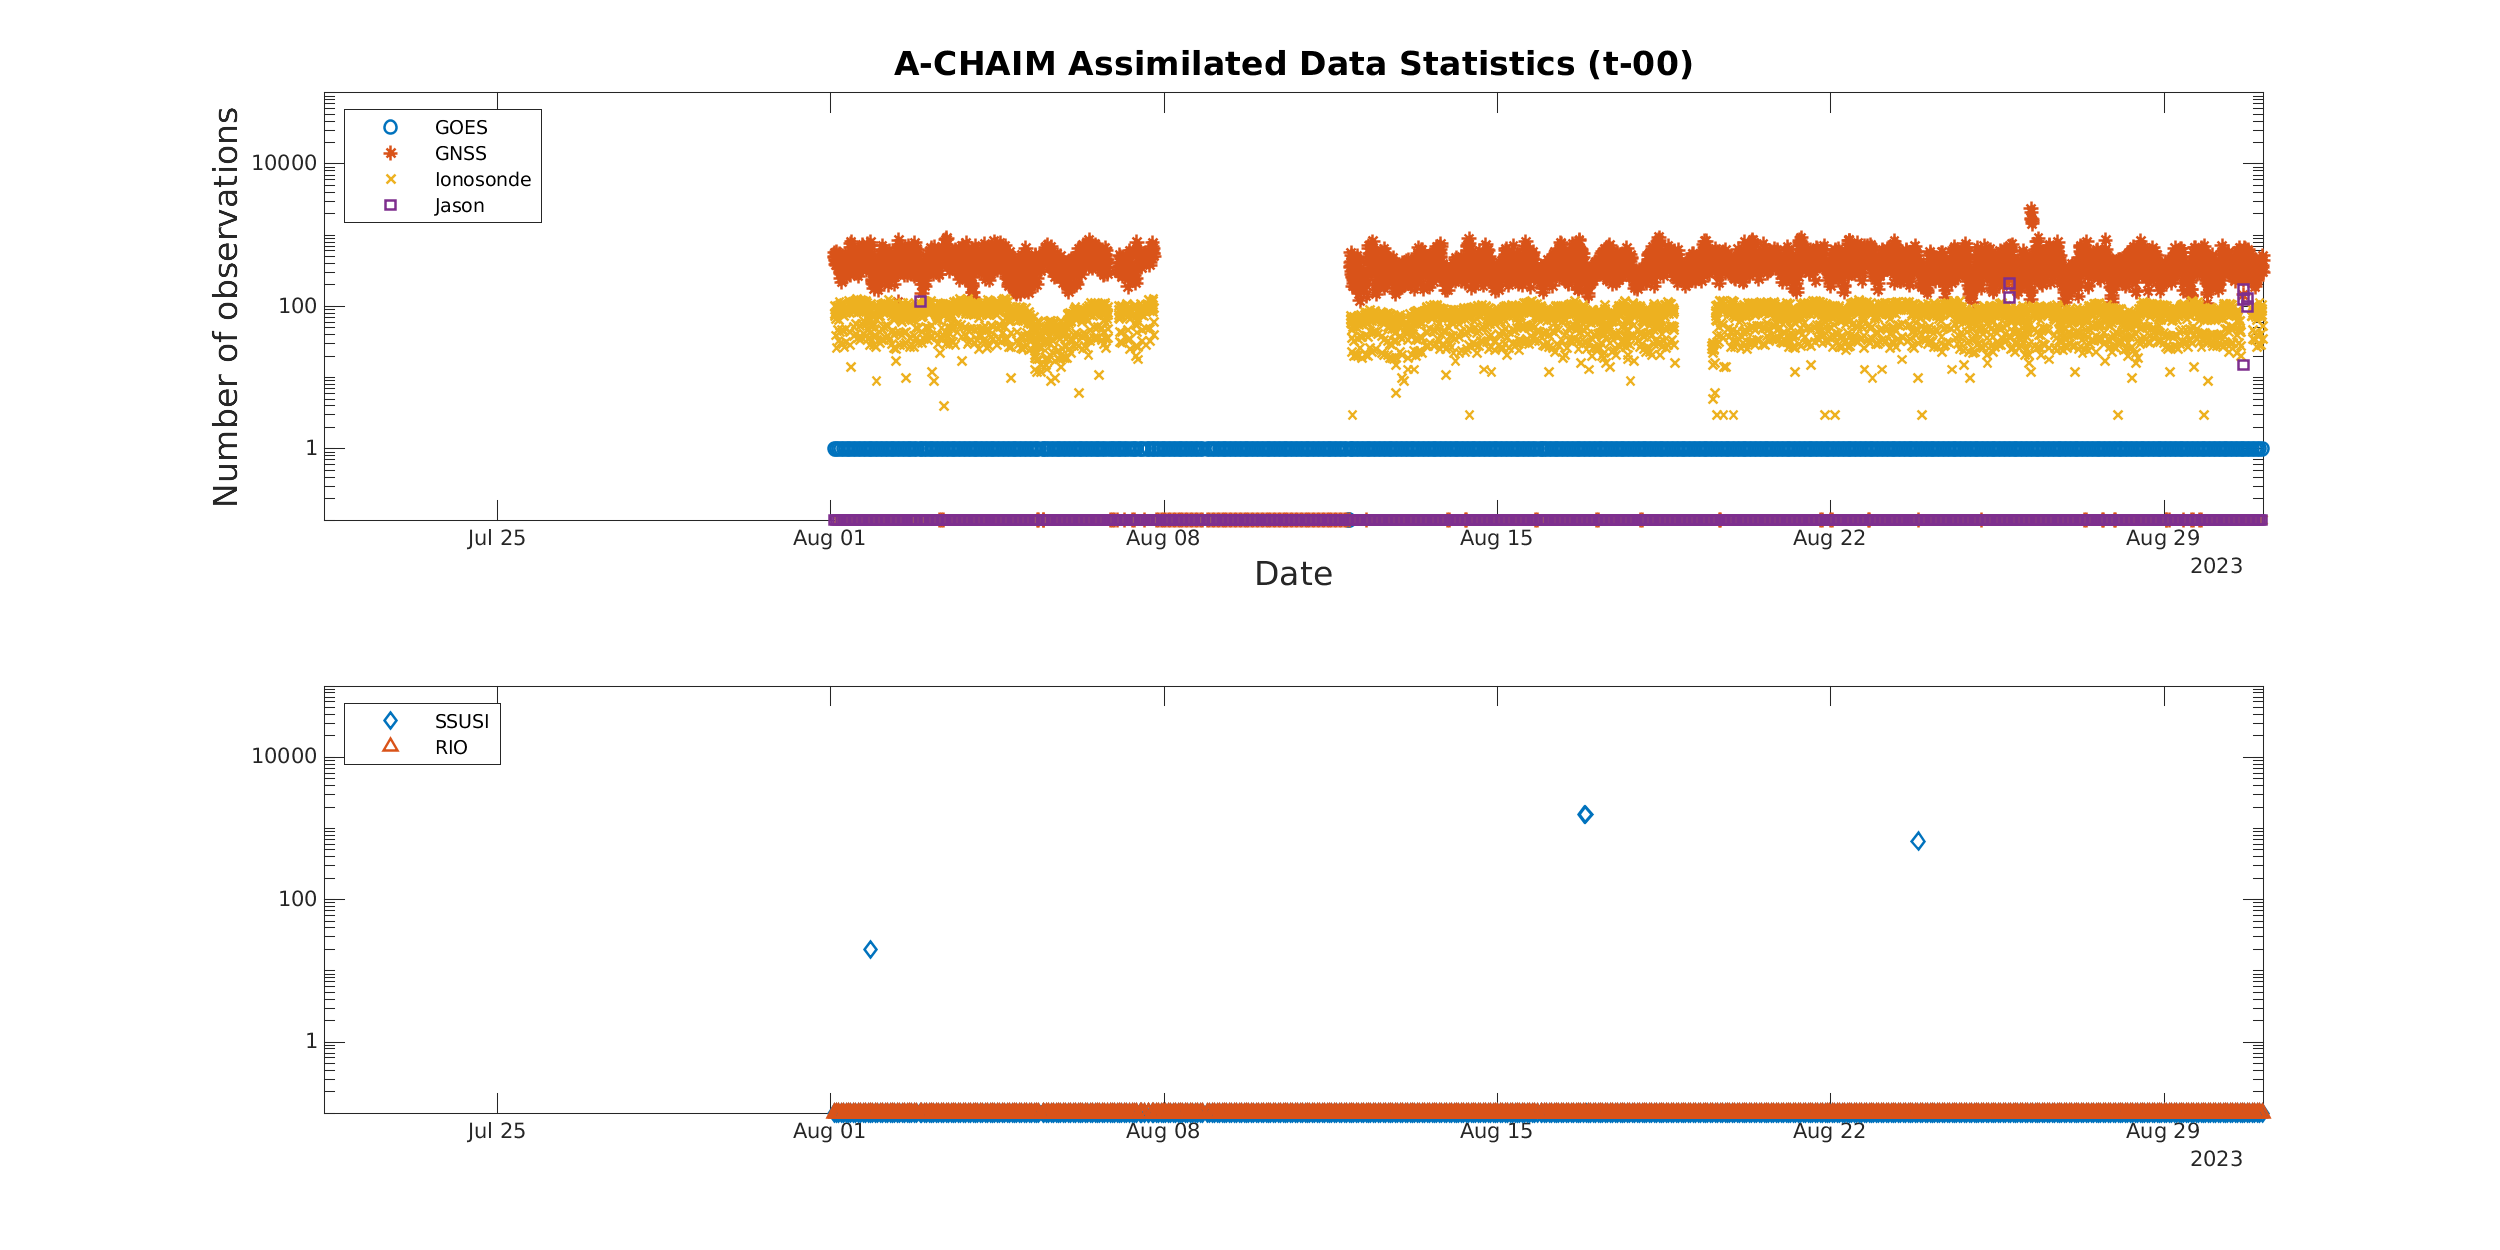 A-CHAIM Assimilated Data Statistics (t-00)
Number of observations
GOES
GNSS
Ionosonde
Jason
10000
100
1
Jul 25 Aug 01 Aug 08 Aug 15 Aug 22 Aug 29
2023
Date
SSUSI
RIO
10000
100
1
Jul 25 Aug 01 Aug 08 Aug 15 Aug 22 Aug 29
2023